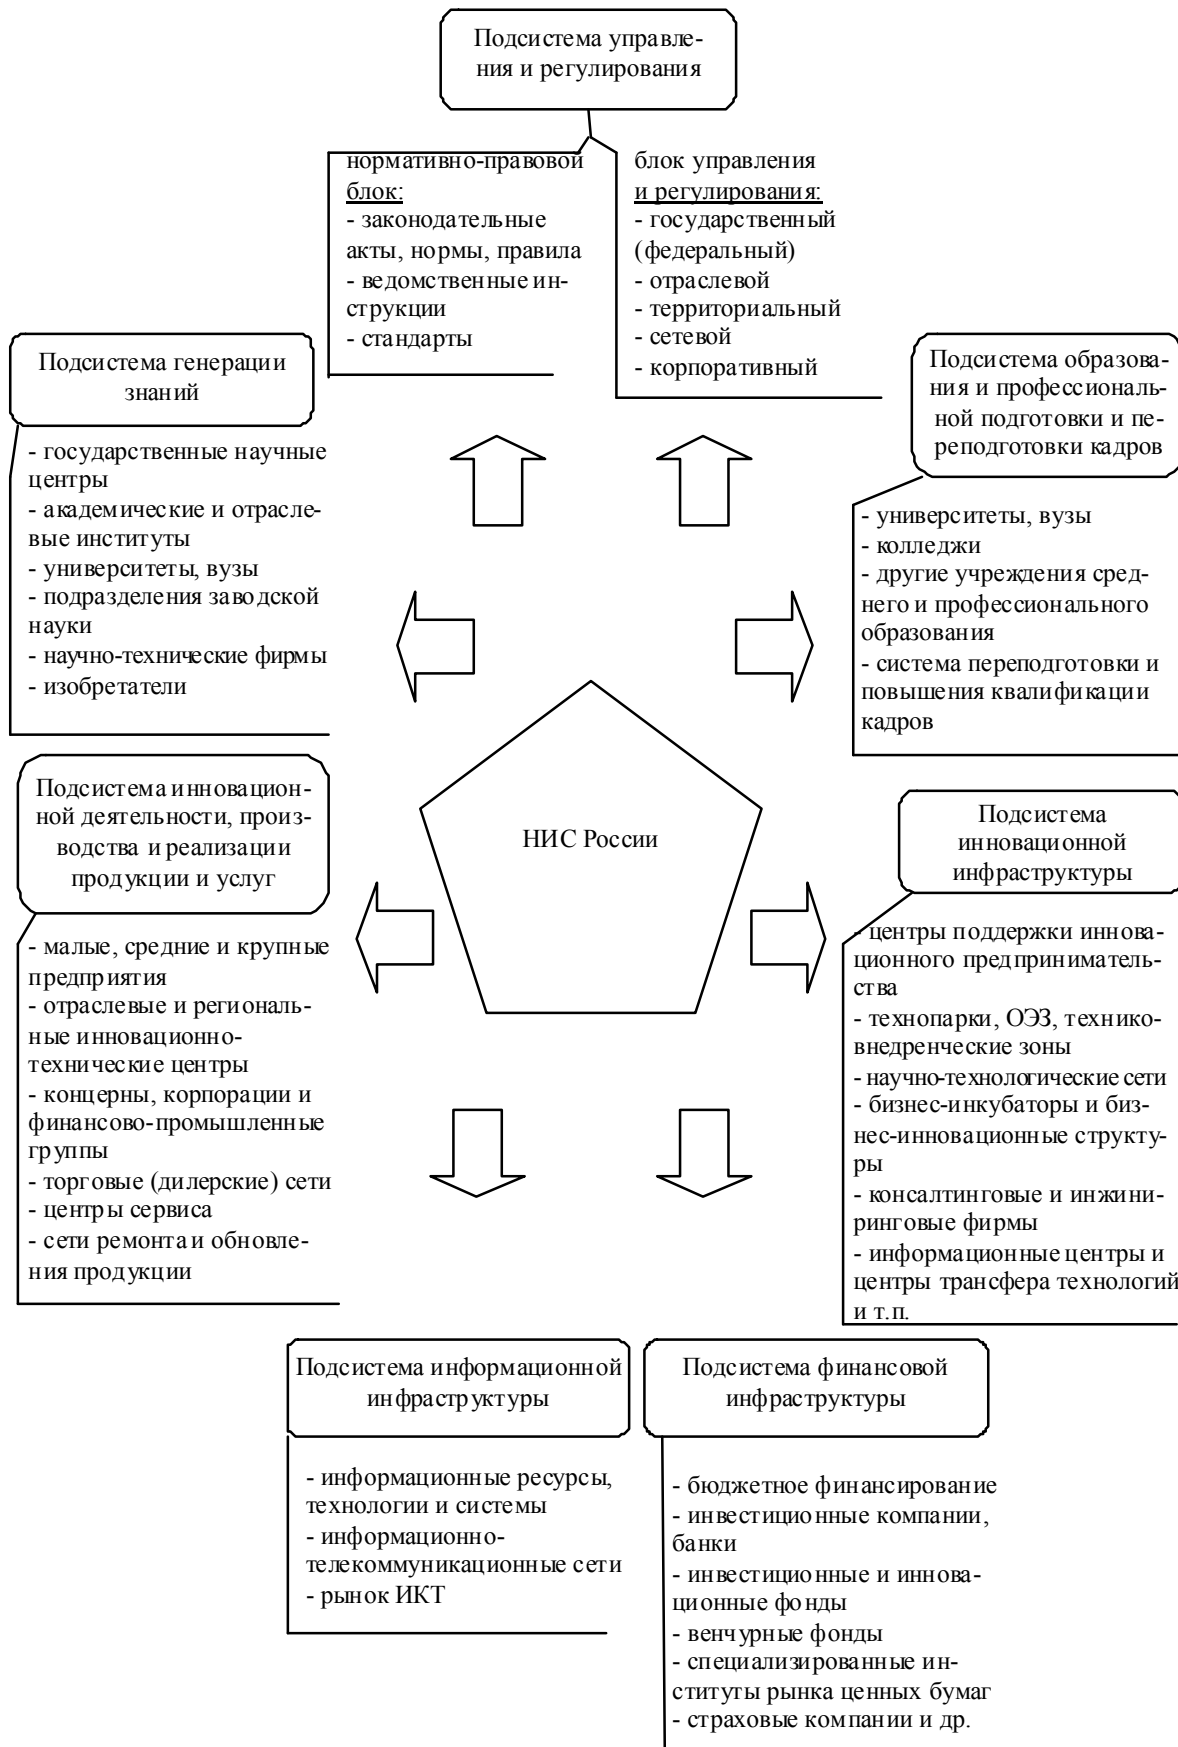 Подсистема управле-
ния и регулирования
нормативно-правовой
блок:
- законодательные
акты, нормы, правила
- ведомственные ин-
струкции
- стандарты
блок управления
и регулирования:
- государственный
(федеральный)
- отраслевой
- территориальный
- сетевой
- корпоративный
Подсистема генерации
знаний
- государственные научные
центры
- академические и отрасле-
вые институты
- университеты, вузы
- подразделения заводской
науки
- научно-технические фирмы
- изобретатели
Подсистема образова-
ния и профессиональ-
ной подготовки и пе-
реподготовки кадров
- университеты, вузы
- колледжи
- другие учреждения сред-
него и профессионального
образования
- система переподготовки и
повышения квалификации
кадров
НИС России
Подсистема инновацион-
ной деятельности, произ-
водства и реализации
продукции и услуг
- малые, средние и крупные
предприятия
- отраслевые и региональ-
ные инновационно-
технические центры
- концерны, корпорации и
финансово-промышленные
группы
- торговые (дилерские) сети
- центры сервиса
- сети ремонта и обновле-
ния продукции
Подсистема
инновационной
инфраструктуры
- центры поддержки иннова-
ционного предприниматель-
ства
- технопарки, ОЭЗ, технико-
внедренческие зоны
- научно-технологические сети
- бизнес-инкубаторы и биз-
нес-инновационные структу-
ры
- консалтинговые и инжини-
ринговые фирмы
- информационные центры и
центры трансфера технологий
и т.п.
Подсистема информационной
инфраструктуры
- информационные ресурсы,
технологии и системы
- информационно-
телекоммуникационные сети
- рынок ИКТ
Подсистема финансовой
инфраструктуры
- бюджетное финансирование
- инвестиционные компании,
банки
- инвестиционные и иннова-
ционные фонды
- венчурные фонды
- специализированные ин-
ституты рынка ценных бумаг
- страховые компании и др.